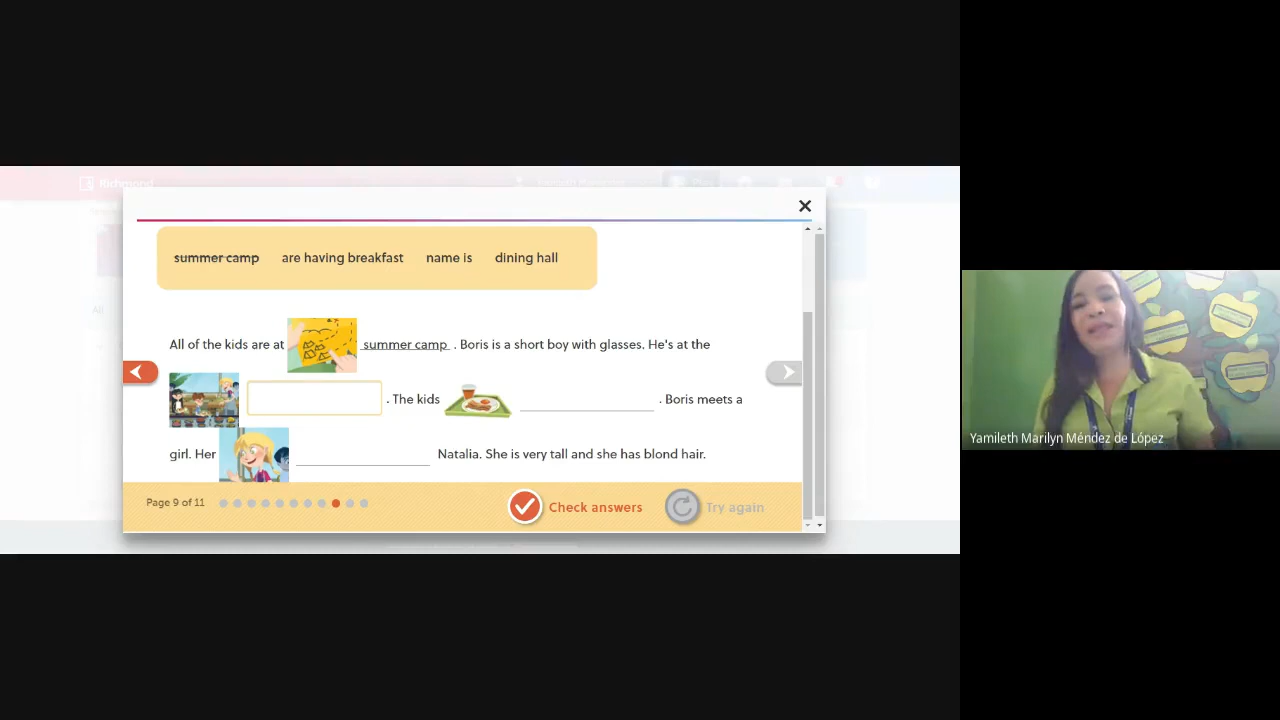 Richmond
All
summer camp are having breakfast name is dining hall
All of the kids are at summer camp . Boris is a short boy with glasses. He's at the
. The kids . Boris meets a
girl. Her Natalia. She is very tall and she has blond hair.
Page 9 of 11
Check answers
Try again
Yamileth Marilyn Méndez de López